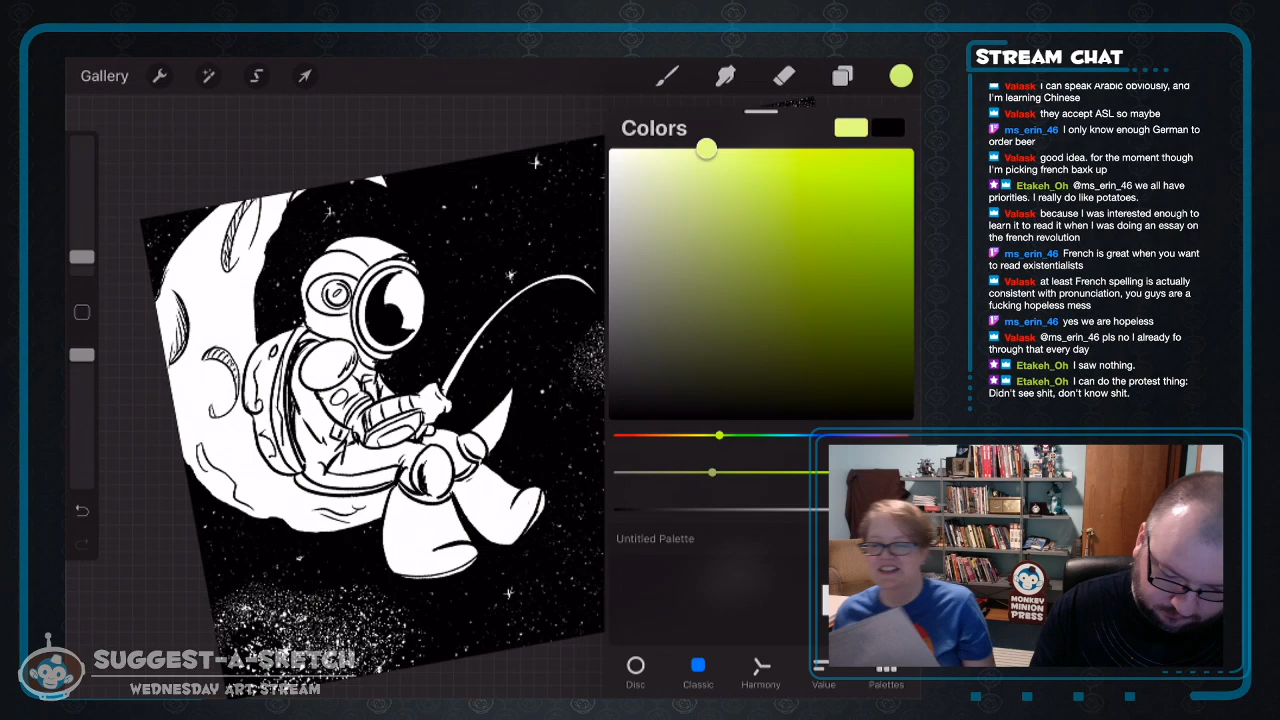 STREAM CHAT
Valask I can speak Arabic obviously, and
I'm learning Chinese
Valask they accept ASL so maybe
ms_erin_46 I only know enough German to
order beer
Valask good idea. for the moment though
I'm picking french baxk up
Etakeh_Oh @ms_erin_46 we all have
priorities. I really do like potatoes.
Valask because I was interested enough to
learn it to read it when I was doing an essay on
the french revolution
ms_erin_46 French is great when you want
to read existentialists
Valask at least French spelling is actually
consistent with pronunciation, you guys are a
fucking hopeless mess
ms_erin_46 yes we are hopeless
Valask @ms_erin_46 pls no I already fo
through that every day
Etakeh_Oh I saw nothing.
Etakeh_Oh I can do the protest thing:
Didn't see shit, don't know shit.
Gallery
Colors
Untitled Palette
Disc
Classic
Harmony
Value
Palettes
MONKEY
MINION
PRESS
SUGGEST-A-SKETCH
WEDNESDAY ART STREAM